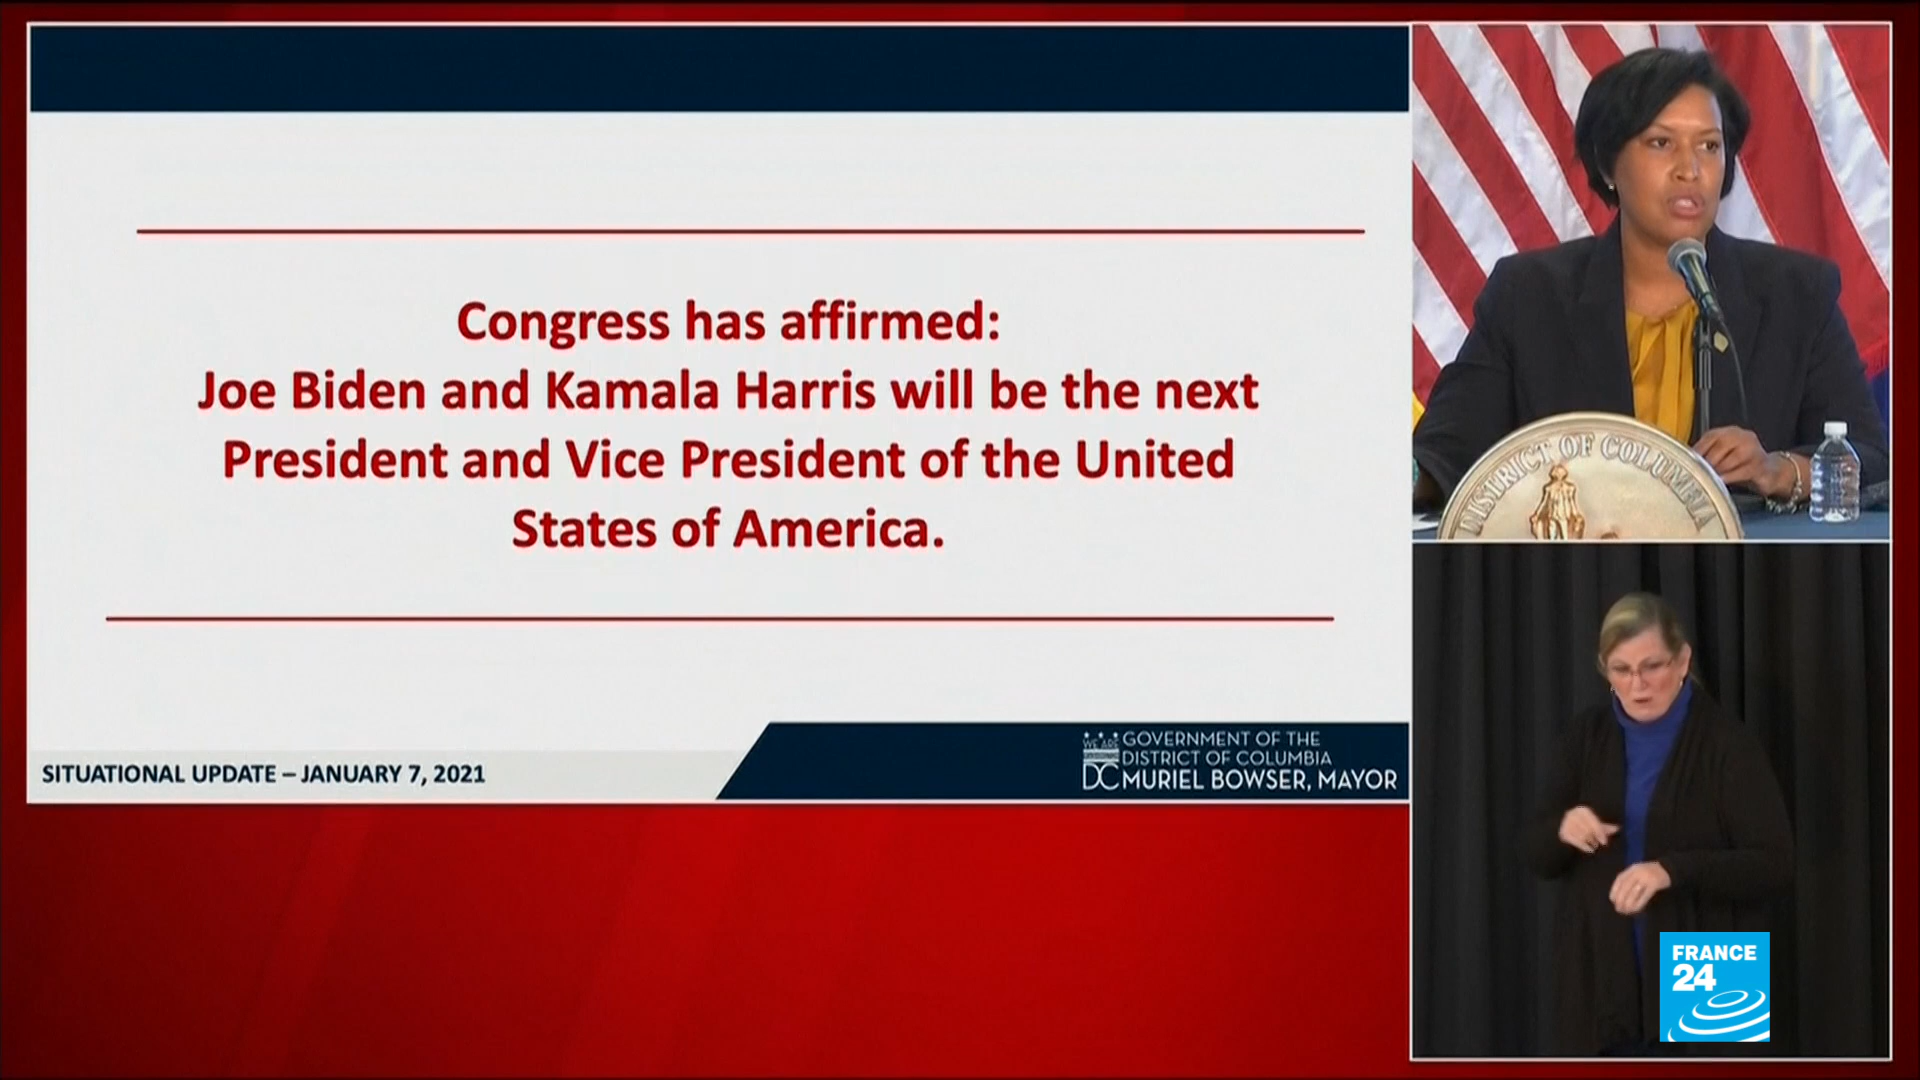 Congress has affirmed:
Joe Biden and Kamala Harris will be the next
President and Vice President of the United
States of America.
SITUATIONAL UPDATE – JANUARY 7, 2021
WE ARE
DC
GOVERNMENT OF THE
DISTRICT OF COLUMBIA
MURIEL BOWSER, MAYOR
DISTRICT OF COLUMBIA
FRANCE
24